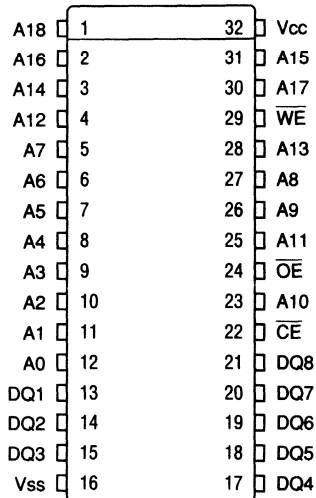 A18 1 32 Vcc
A16 2 31 A15
A14 3 30 A17
A12 4 29 W̅E̅
A7 5 28 A13
A6 6 27 A8
A5 7 26 A9
A4 8 25 A11
A3 9 24 O̅E̅
A2 10 23 A10
A1 11 22 C̅E̅
A0 12 21 DQ8
DQ1 13 20 DQ7
DQ2 14 19 DQ6
DQ3 15 18 DQ5
Vss 16 17 DQ4